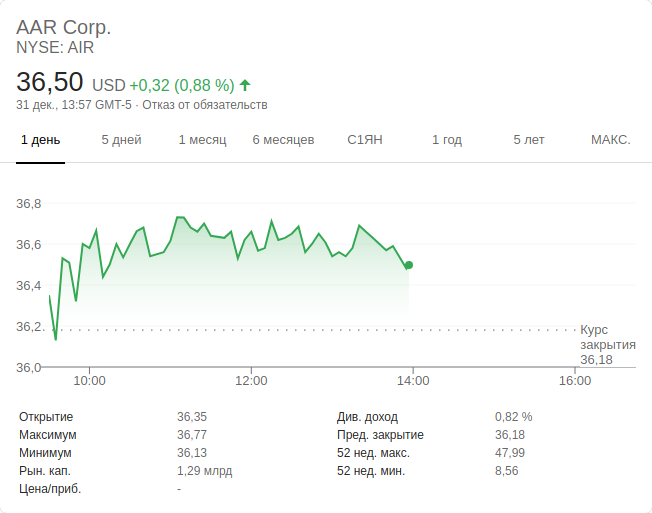 AAR Corp.
NYSE: AIR
36,50 USD +0,32 (0,88 %)
31 дек., 13:57 GMT-5 · Отказ от обязательств
1 день 5 дней 1 месяц 6 месяцев С1ЯН 1 год 5 лет МАКС.
36,8
36,6
36,4
36,2
36,0
Курс
закрытия
36,18
10:00 12:00 14:00 16:00
Открытие 36,35 Див. доход 0,82 %
Максимум 36,77 Пред. закрытие 36,18
Минимум 36,13 52 нед. макс. 47,99
Рын. кап. 1,29 млрд 52 нед. мин. 8,56
Цена/приб. -